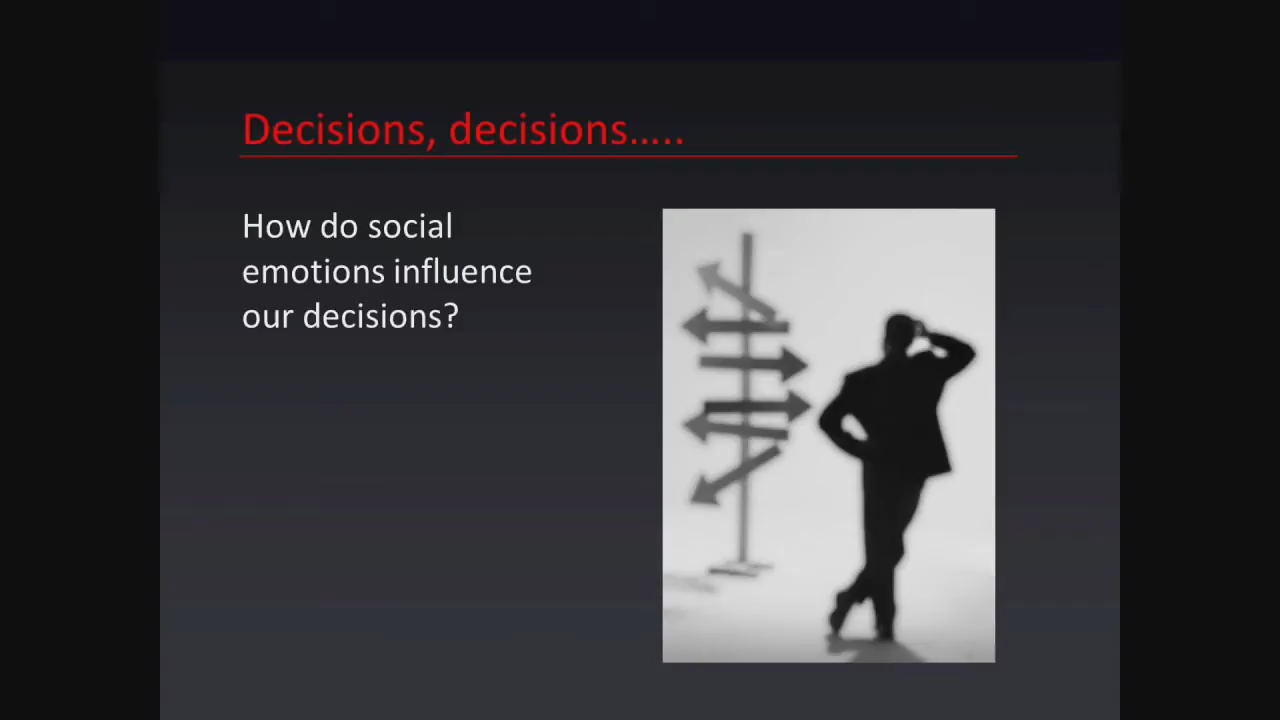 Decisions, decisions…..
How do social
emotions influence
our decisions?